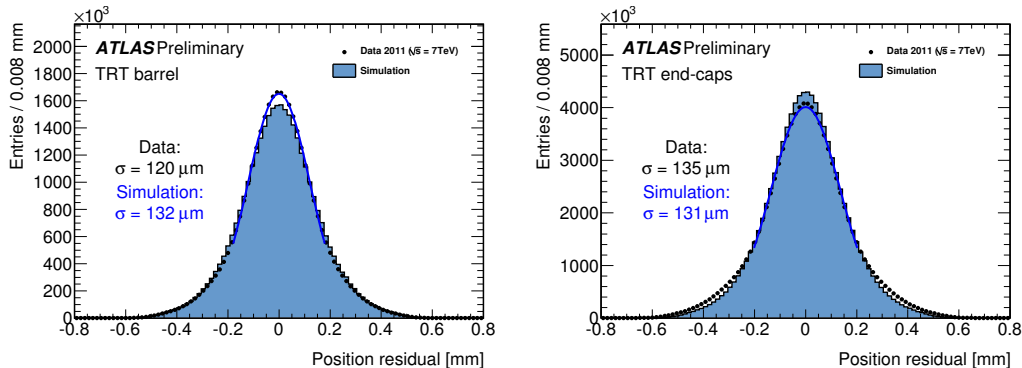 ×10³
Entries / 0.008 mm
2000
1800
1600
1400
1200
1000
800
600
400
200
0
ATLAS Preliminary
TRT barrel
Data 2011 (√s = 7TeV)
Simulation
Data:
σ = 120 μm
Simulation:
σ = 132 μm
-0.8 -0.6 -0.4 -0.2 0 0.2 0.4 0.6 0.8
Position residual [mm]
×10³
Entries / 0.008 mm
5000
4000
3000
2000
1000
0
ATLAS Preliminary
TRT end-caps
Data 2011 (√s = 7TeV)
Simulation
Data:
σ = 135 μm
Simulation:
σ = 131 μm
-0.8 -0.6 -0.4 -0.2 0 0.2 0.4 0.6 0.8
Position residual [mm]